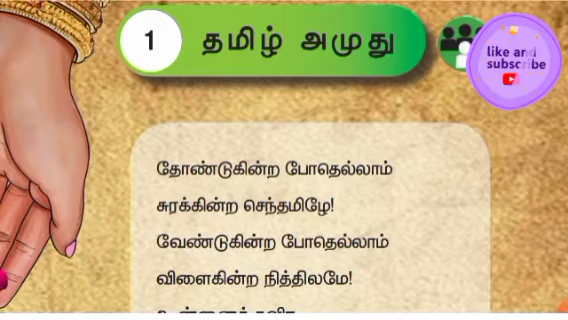 1 தமிழ் அமுது
like and
subscribe
தோண்டுகின்ற போதெல்லாம்
சுரக்கின்ற செந்தமிழே!
வேண்டுகின்ற போதெல்லாம்
விளைகின்ற நித்திலமே!